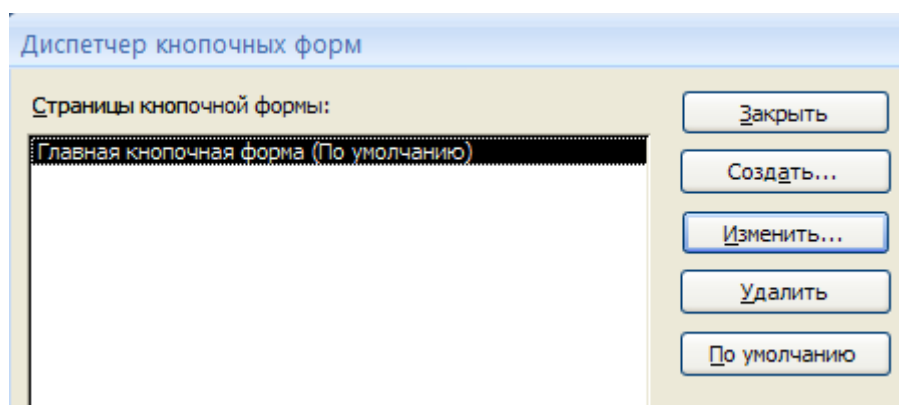 Диспетчер кнопочных форм
Страницы кнопочной формы:
Главная кнопочная форма (По умолчанию)
Закрыть
Создать...
Изменить...
Удалить
По умолчанию